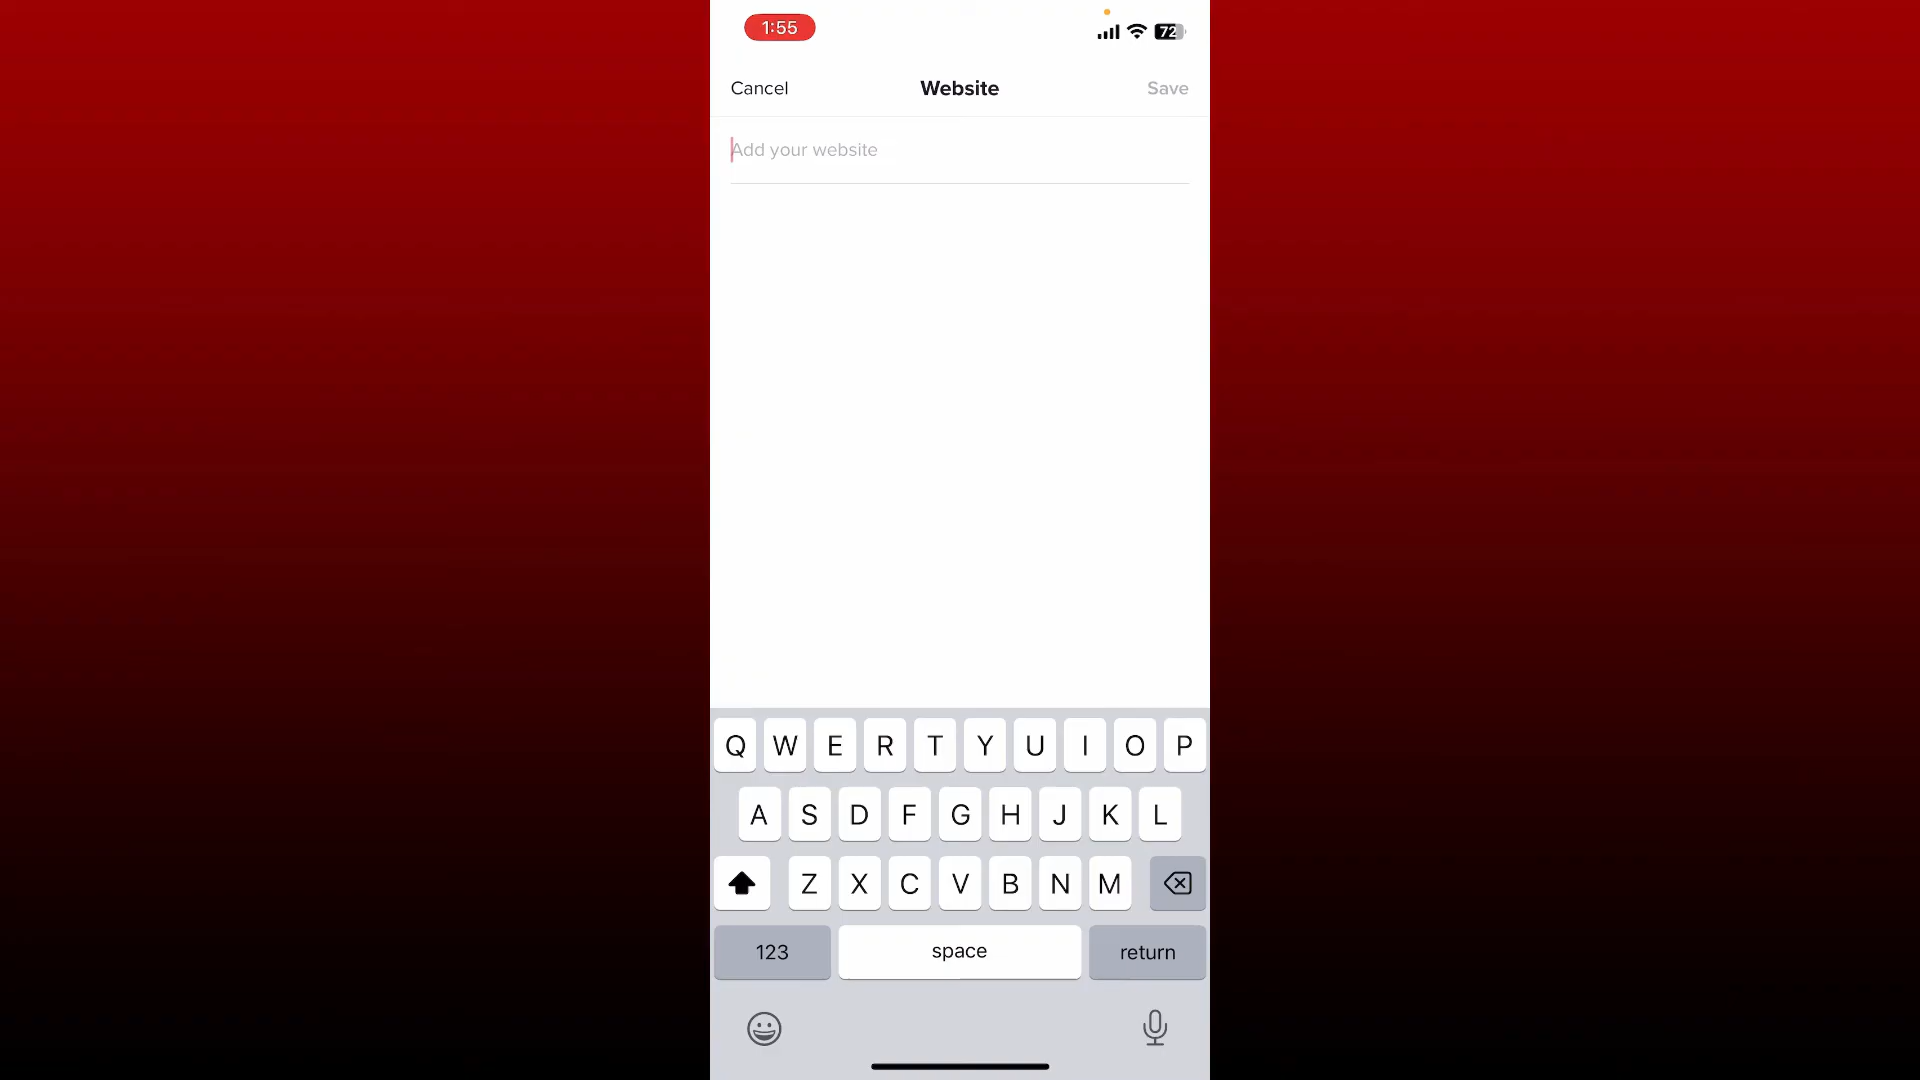 1:55
72
Cancel Website Save
Add your website
Q W E R T Y U I O P
A S D F G H J K L
Z X C V B N M
123 space return